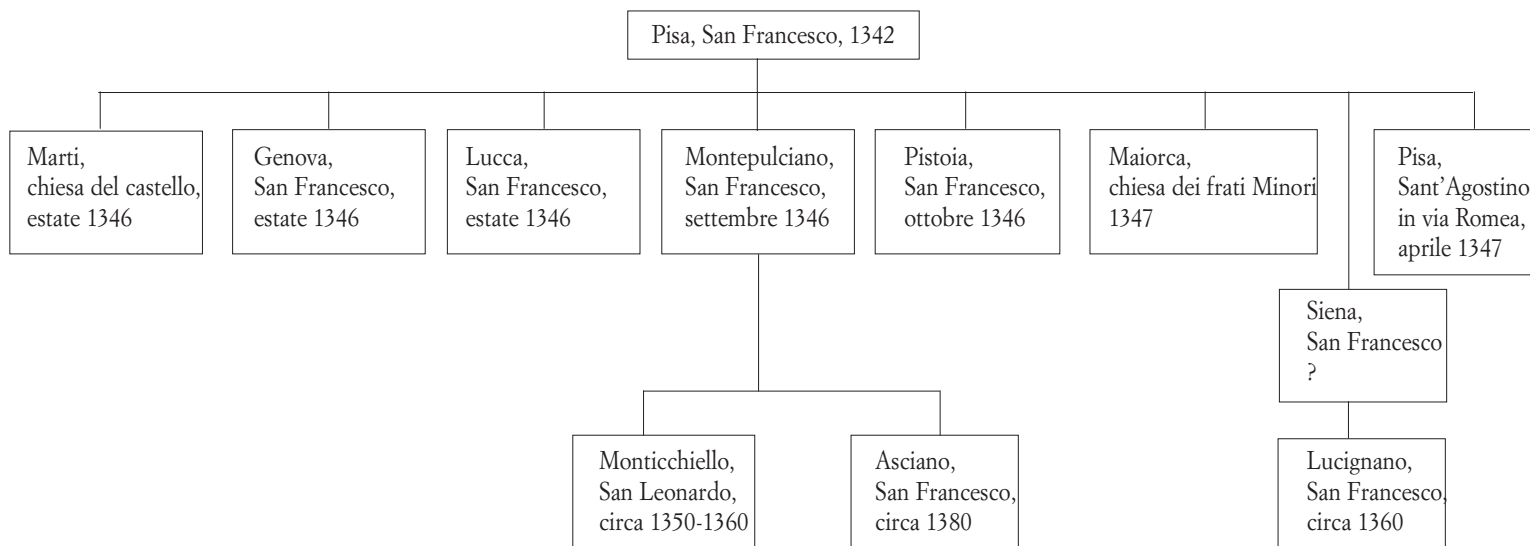 Pisa, San Francesco, 1342
Marti,
chiesa del castello,
estate 1346
Genova,
San Francesco,
estate 1346
Lucca,
San Francesco,
estate 1346
Montepulciano,
San Francesco,
settembre 1346
Pistoia,
San Francesco,
ottobre 1346
Maiorca,
chiesa dei frati Minori
1347
Pisa,
Sant’Agostino
in via Romea,
aprile 1347
Siena,
San Francesco
?
Monticchiello,
San Leonardo,
circa 1350-1360
Asciano,
San Francesco,
circa 1380
Lucignano,
San Francesco,
circa 1360